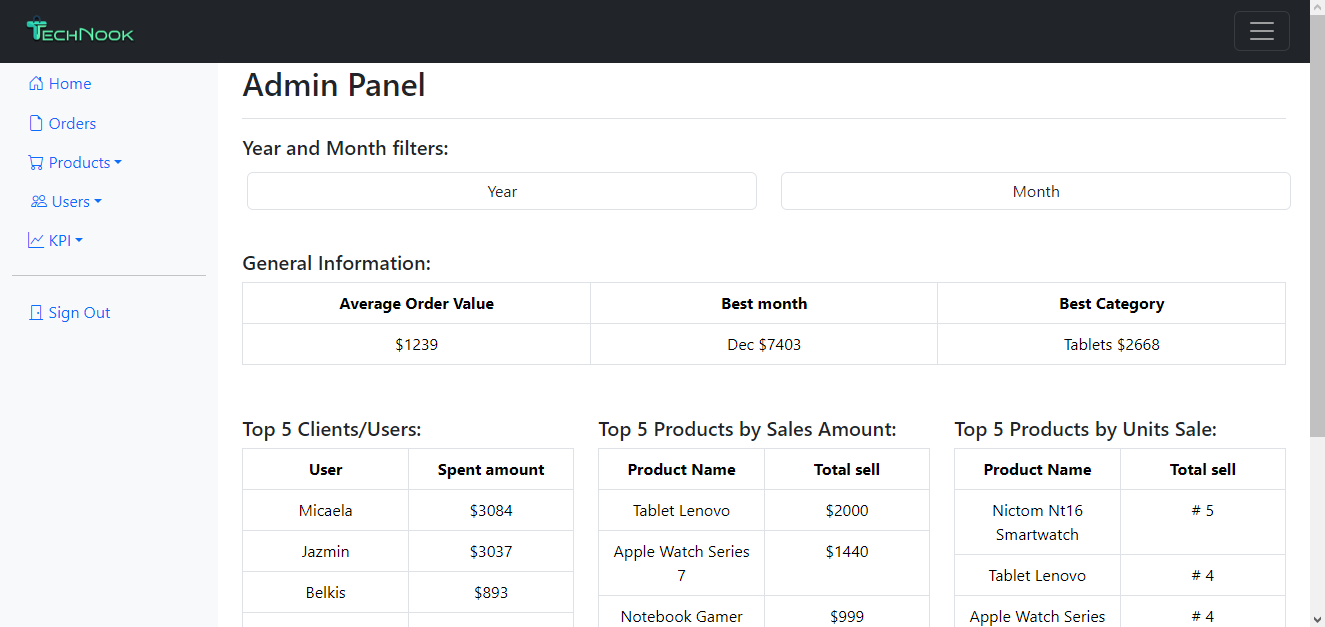 TechNook
Home
Orders
Products
Users
KPI
Sign Out
Admin Panel
Year and Month filters:
Year
Month
General Information:
Average Order Value Best month Best Category
$1239 Dec $7403 Tablets $2668
Top 5 Clients/Users:
User Spent amount
Micaela $3084
Jazmin $3037
Belkis $893
Top 5 Products by Sales Amount:
Product Name Total sell
Tablet Lenovo $2000
Apple Watch Series $1440
7
Notebook Gamer $999
Top 5 Products by Units Sale:
Product Name Total sell
Nictom Nt16 # 5
Smartwatch
Tablet Lenovo # 4
Apple Watch Series # 4